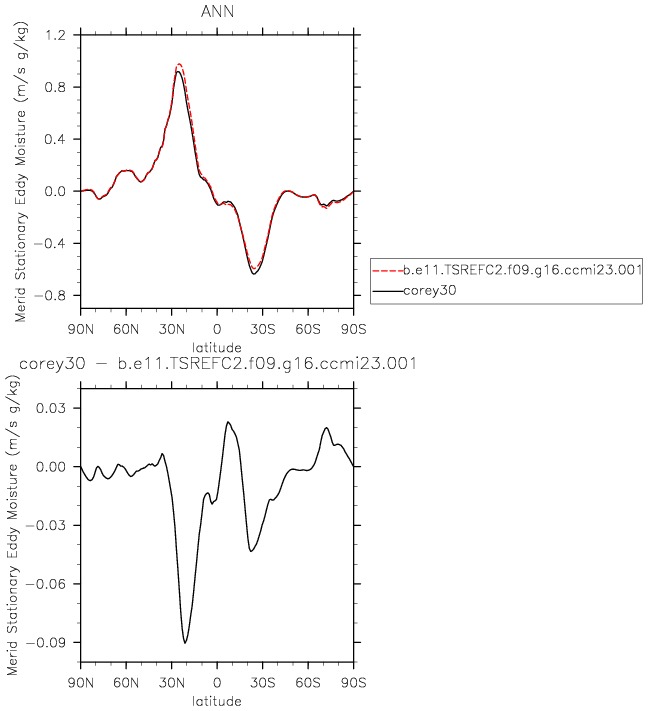 ANN
Merid Stationary Eddy Moisture (m/s g/kg)
1.2
0.8
0.4
0.0
−0.4
−0.8
90N 60N 30N 0 30S 60S 90S
latitude
b.e11.TSREFC2.f09.g16.ccmi23.001
corey30
corey30 − b.e11.TSREFC2.f09.g16.ccmi23.001
Merid Stationary Eddy Moisture (m/s g/kg)
0.03
0.00
−0.03
−0.06
−0.09
90N 60N 30N 0 30S 60S 90S
latitude